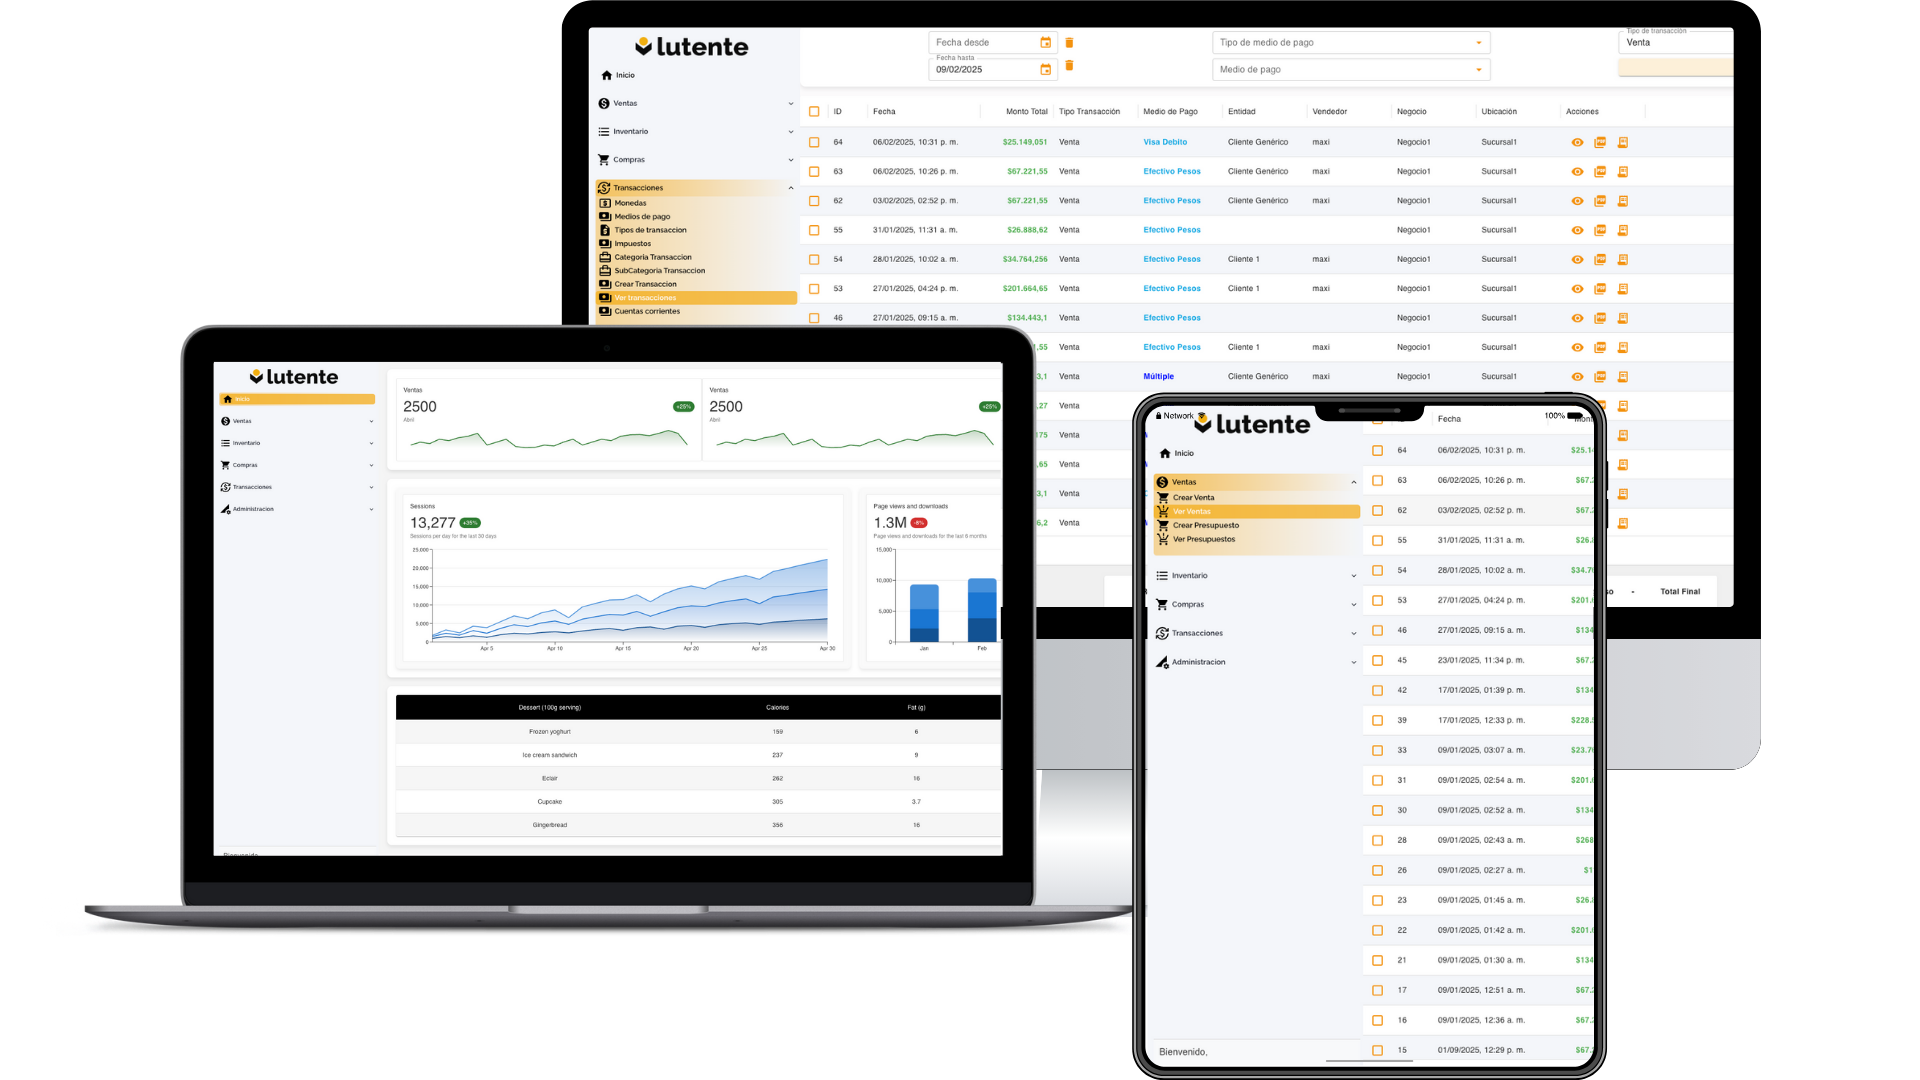 lutente
Inicio
Ventas
Inventario
Compras
Transacciones
Monedas
Medios de pago
Tipos de transaccion
Impuestos
Categoria Transaccion
SubCategoria Transaccion
Crear Transaccion
Ver transacciones
Cuentas corrientes
Fecha desde
Fecha hasta
09/02/2025
Tipo de medio de pago
Medio de pago
Tipo de transacción
Venta
ID Fecha Monto Total Tipo Transacción Medio de Pago Entidad Vendedor Negocio Ubicación Acciones
64 06/02/2025, 10:31 p. m. $25.149,051 Venta Visa Debito Cliente Genérico maxi Negocio1 Sucursal1
63 06/02/2025, 10:26 p. m. $67.221,55 Venta Efectivo Pesos Cliente Genérico maxi Negocio1 Sucursal1
62 03/02/2025, 02:52 p. m. $67.221,55 Venta Efectivo Pesos Cliente Genérico maxi Negocio1 Sucursal1
55 31/01/2025, 11:31 a. m. $26.888,62 Venta Efectivo Pesos Negocio1 Sucursal1
54 28/01/2025, 10:02 a. m. $34.764,256 Venta Efectivo Pesos Cliente 1 maxi Negocio1 Sucursal1
53 27/01/2025, 04:24 p. m. $201.664,65 Venta Efectivo Pesos Cliente 1 maxi Negocio1 Sucursal1
46 27/01/2025, 09:15 a. m. $134.443,1 Venta Efectivo Pesos Negocio1 Sucursal1
,55 Venta Efectivo Pesos Cliente 1 maxi Negocio1 Sucursal1
3,1 Venta Múltiple Cliente Genérico maxi Negocio1 Sucursal1
,27 Venta
175 Venta
,65 Venta
3,1 Venta
6,2 Venta
so - Total Final
lutente
Inicio
Ventas
Inventario
Compras
Transacciones
Administracion
Bienvenido
Ventas
2500 +25%
Abril
Ventas
2500 +25%
Abril
Sessions
13,277 +35%
Sessions per day for the last 30 days
25,000
20,000
15,000
10,000
5,000
0
Apr 5 Apr 10 Apr 15 Apr 20 Apr 25 Apr 30
Page views and downloads
1.3M -8%
Page views and downloads for the last 6 months
15,000
10,000
5,000
0
Jan Feb
Dessert (100g serving) Calories Fat (g)
Frozen yoghurt 159 6
Ice cream sandwich 237 9
Eclair 262 16
Cupcake 305 3.7
Gingerbread 356 16
Network 100%
lutente
Inicio
Ventas
Crear Venta
Ver Ventas
Crear Presupuesto
Ver Presupuestos
Inventario
Compras
Transacciones
Administracion
Bienvenido,
Fecha
64 06/02/2025, 10:31 p. m. $25.1
63 06/02/2025, 10:26 p. m. $67.
62 03/02/2025, 02:52 p. m. $67.
55 31/01/2025, 11:31 a. m. $26.
54 28/01/2025, 10:02 a. m. $34.7
53 27/01/2025, 04:24 p. m. $201.
46 27/01/2025, 09:15 a. m. $134
45 23/01/2025, 11:34 p. m. $67.
42 17/01/2025, 01:39 p. m. $134
39 17/01/2025, 12:33 p. m. $228.
33 09/01/2025, 03:07 a. m. $23.7
31 09/01/2025, 02:54 a. m. $201.
30 09/01/2025, 02:52 a. m. $134
28 09/01/2025, 02:43 a. m. $268
26 09/01/2025, 02:27 a. m. $1
23 09/01/2025, 01:45 a. m. $26.
22 09/01/2025, 01:42 a. m. $201.
21 09/01/2025, 01:30 a. m. $134
17 09/01/2025, 12:51 a. m. $67.
16 09/01/2025, 12:36 a. m. $67.
15 01/09/2025, 12:29 p. m. $67.